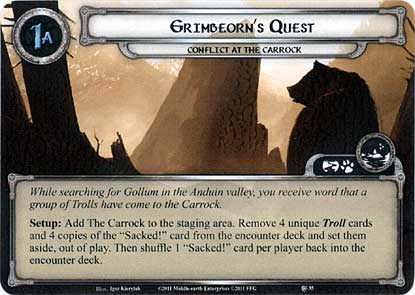 1A
Grimbeorn's Quest
Conflict at the Carrock
While searching for Gollum in the Anduin valley, you receive word that a
group of Trolls have come to the Carrock.
Setup: Add The Carrock to the staging area. Remove 4 unique Troll cards
and 4 copies of the “Sacked!” card from the encounter deck and set them
aside, out of play. Then shuffle 1 “Sacked!” card per player back into the
encounter deck.
Illus. Igor Kieryluk ©2011 Middle-earth Enterprises ©2011 FFG 35